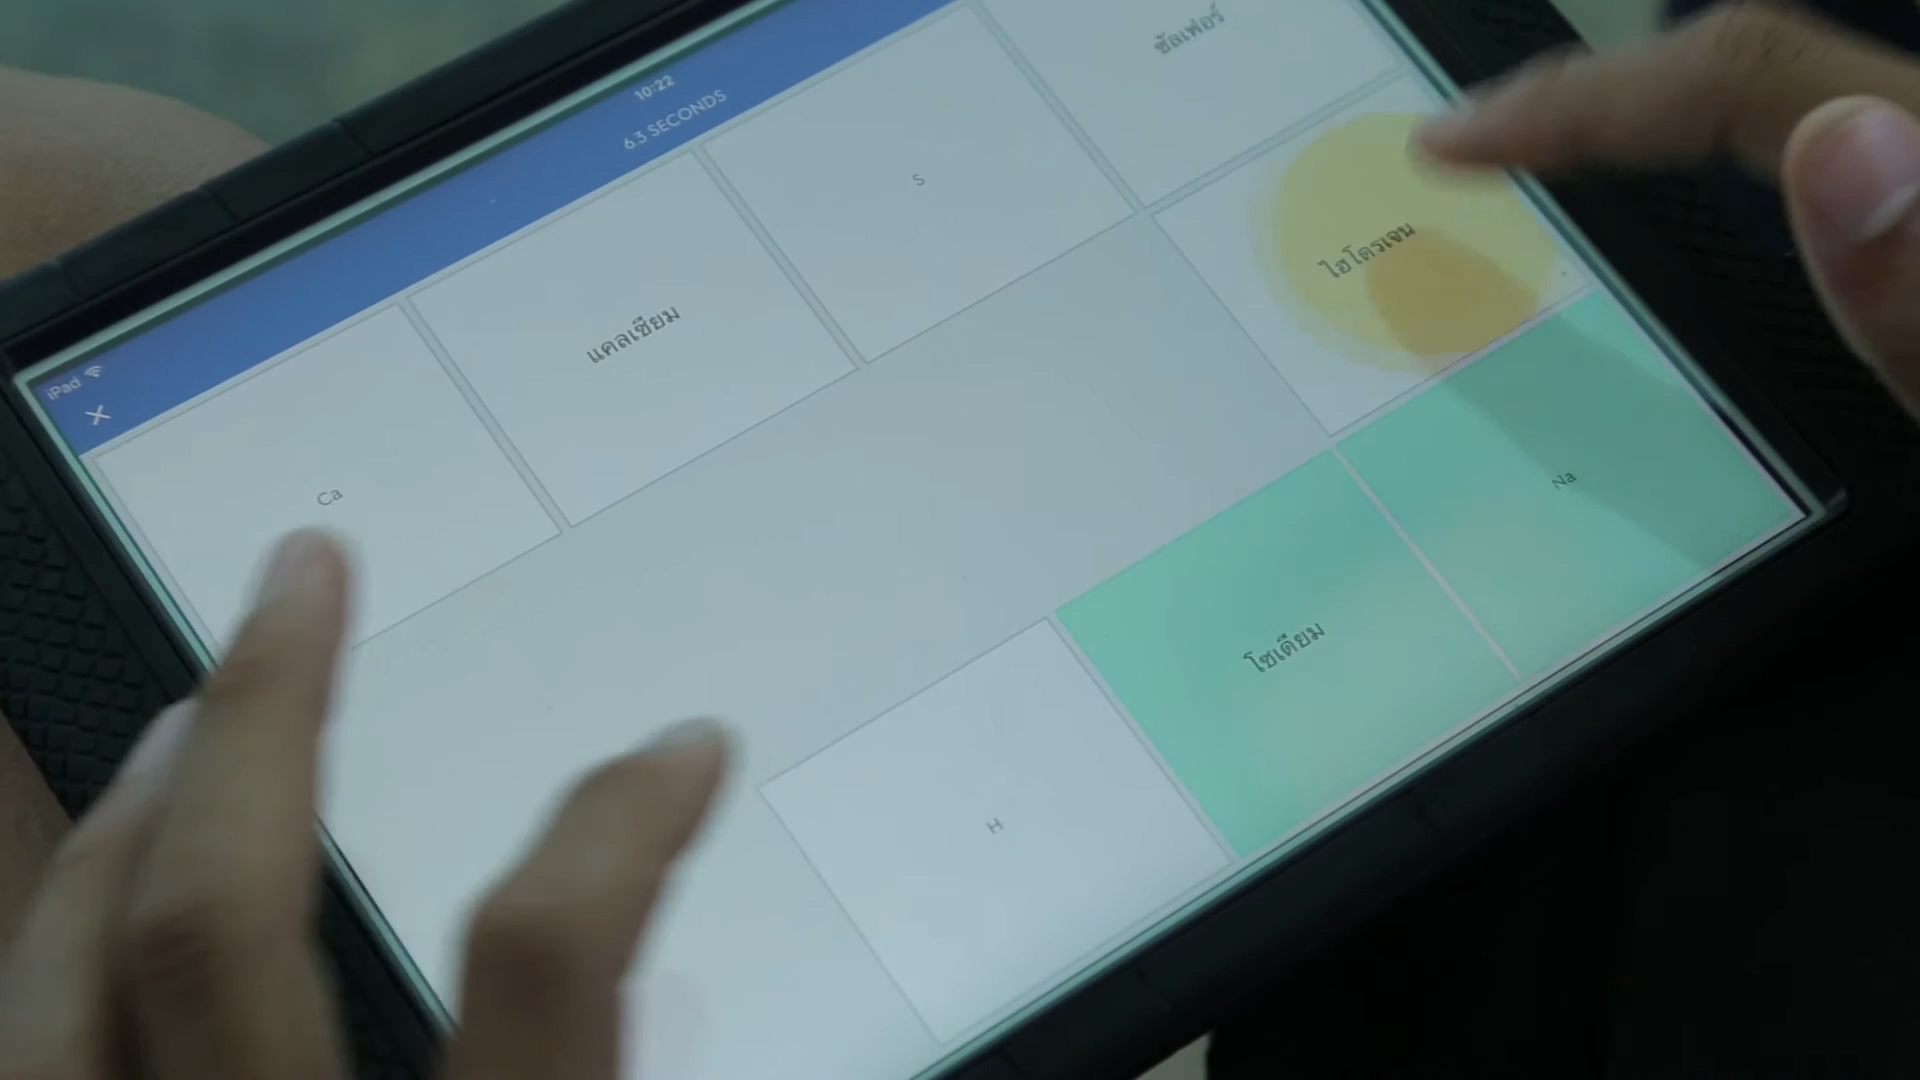 iPad
10:22
6.3 SECONDS
Ca
แคลเซียม
S
ซัลเฟอร์
ไฮโดรเจน
H
โซเดียม
Na